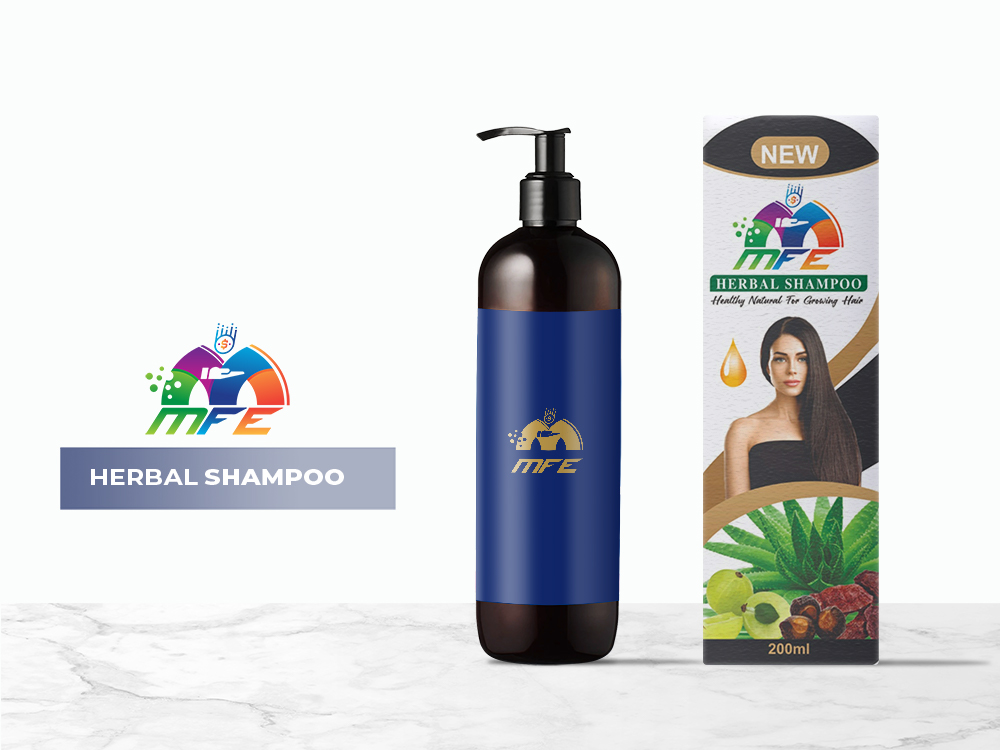 MFE
HERBAL SHAMPOO
MFE
NEW
MFE
HERBAL SHAMPOO
Healthy Natural For Growing Hair
200ml